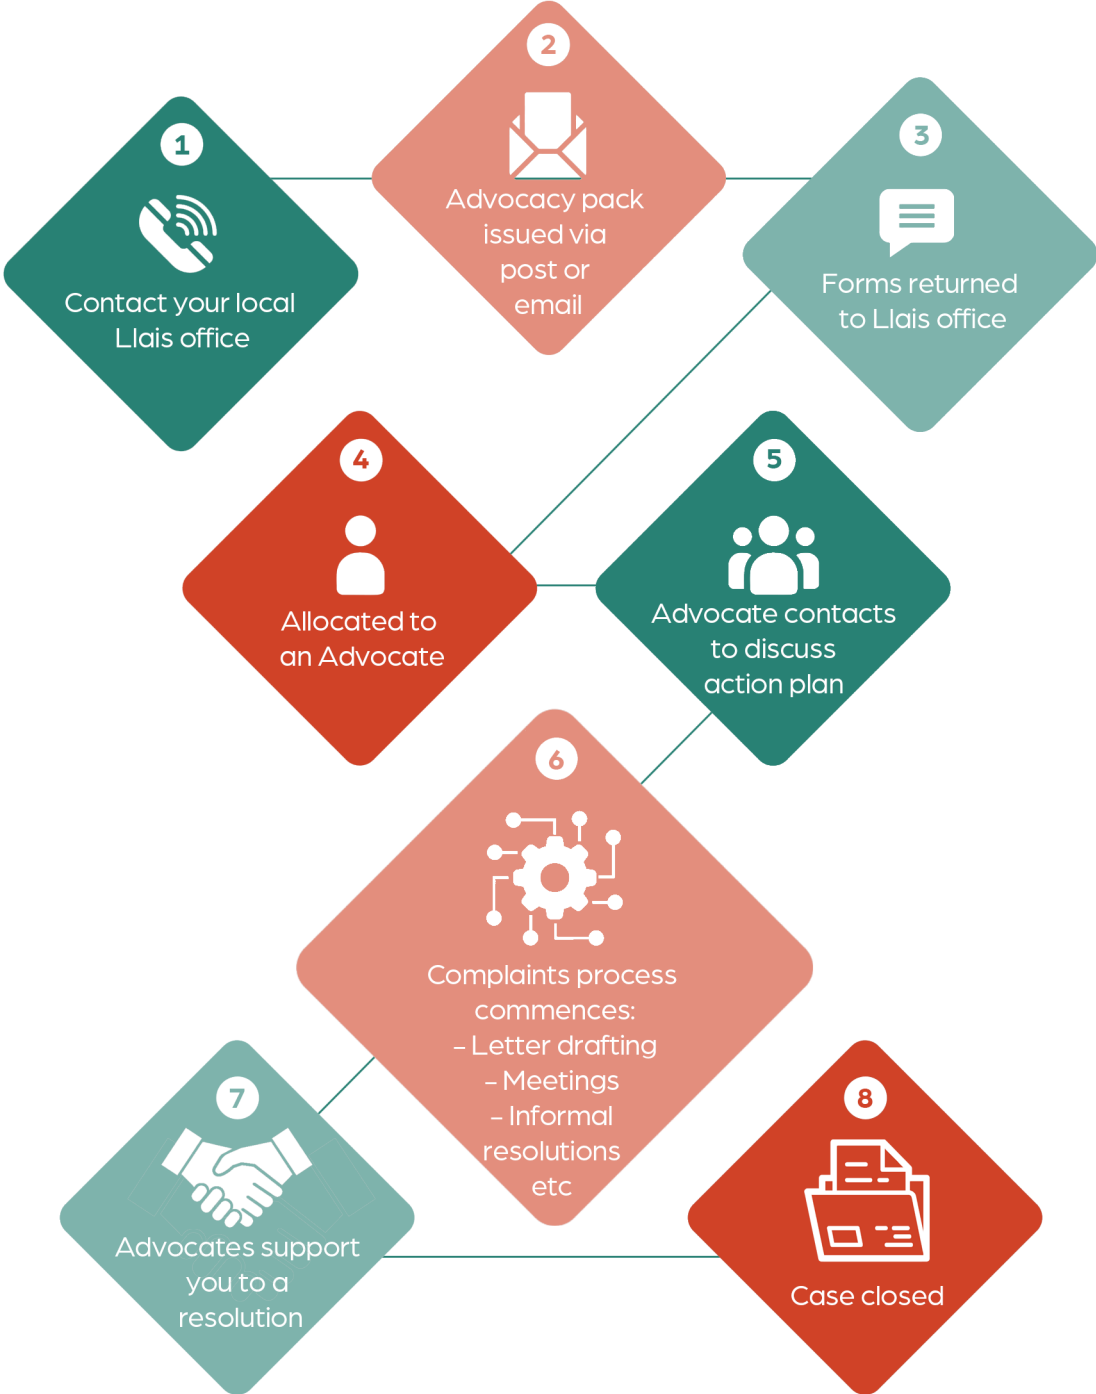 1
Contact your local
Llais office
2
Advocacy pack
issued via
post or
email
3
Forms returned
to Llais office
4
Allocated to
an Advocate
5
Advocate contacts
to discuss
action plan
6
Complaints process
commences:
- Letter drafting
- Meetings
- Informal
resolutions
etc
7
Advocates support
you to a
resolution
8
Case closed